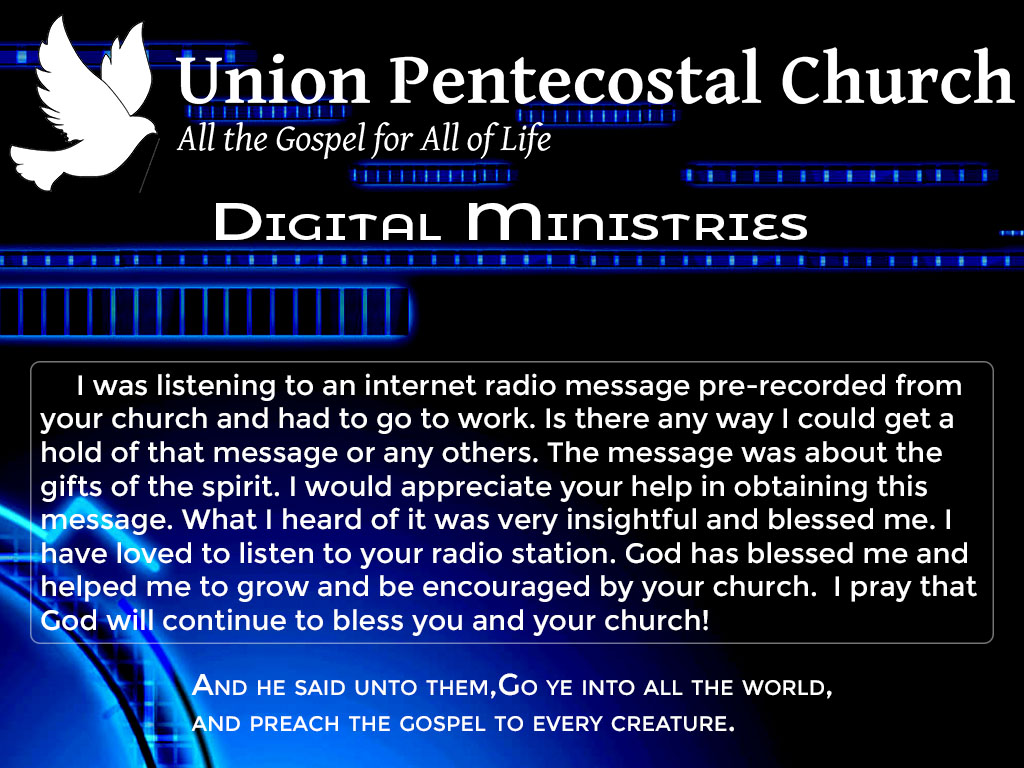 Union Pentecostal Church
All the Gospel for All of Life
Digital Ministries
I was listening to an internet radio message pre-recorded from
your church and had to go to work. Is there any way I could get a
hold of that message or any others. The message was about the
gifts of the spirit. I would appreciate your help in obtaining this
message. What I heard of it was very insightful and blessed me. I
have loved to listen to your radio station. God has blessed me and
helped me to grow and be encouraged by your church.  I pray that
God will continue to bless you and your church!
And he said unto them,Go ye into all the world,
and preach the gospel to every creature.